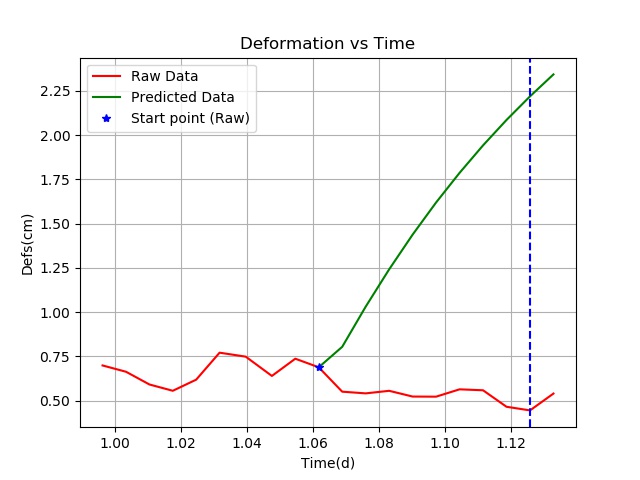 Deformation vs Time
Raw Data
Predicted Data
Start point (Raw)
Defs(cm)
2.25
2.00
1.75
1.50
1.25
1.00
0.75
0.50
1.00 1.02 1.04 1.06 1.08 1.10 1.12
Time(d)